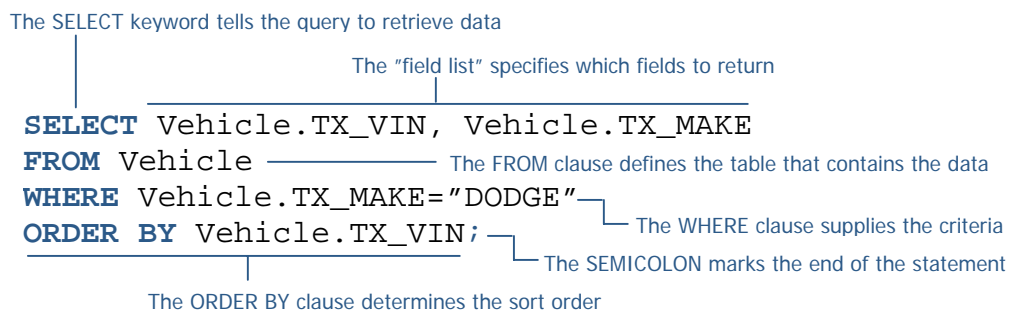 The SELECT keyword tells the query to retrieve data
The "field list" specifies which fields to return
SELECT Vehicle.TX_VIN, Vehicle.TX_MAKE
FROM Vehicle
The FROM clause defines the table that contains the data
WHERE Vehicle.TX_MAKE="DODGE"
The WHERE clause supplies the criteria
ORDER BY Vehicle.TX_VIN;
The SEMICOLON marks the end of the statement
The ORDER BY clause determines the sort order